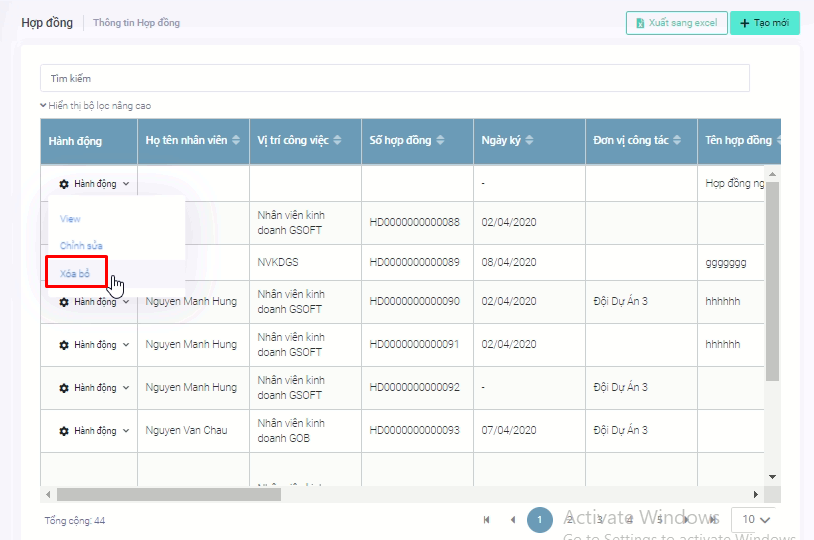 Hợp đồng Thông tin Hợp đồng Xuất sang excel + Tạo mới
Tìm kiếm
Hiển thị bộ lọc nâng cao
Hành động Họ tên nhân viên Vị trí công việc Số hợp đồng Ngày ký Đơn vị công tác Tên hợp đồng
Hành động - Hợp đồng ng
View
Nhân viên kinh doanh GSOFT HD0000000000088 02/04/2020
Chỉnh sửa
NVKDGS HD0000000000089 08/04/2020 ggggggg
Xóa bỏ
Hành động Nguyen Manh Hung Nhân viên kinh doanh GSOFT HD0000000000090 02/04/2020 Đội Dự Án 3 hhhhhh
Hành động Nguyen Manh Hung Nhân viên kinh doanh GSOFT HD0000000000091 02/04/2020 hhhhhh
Hành động Nguyen Manh Hung Nhân viên kinh doanh GSOFT HD0000000000092 - Đội Dự Án 3
Hành động Nguyen Van Chau Nhân viên kinh doanh GOB HD0000000000093 07/04/2020 Đội Dự Án 3
Tổng cộng: 44 1 2 3 4 5 10
Activate Windows
Go to Settings to activate Windows